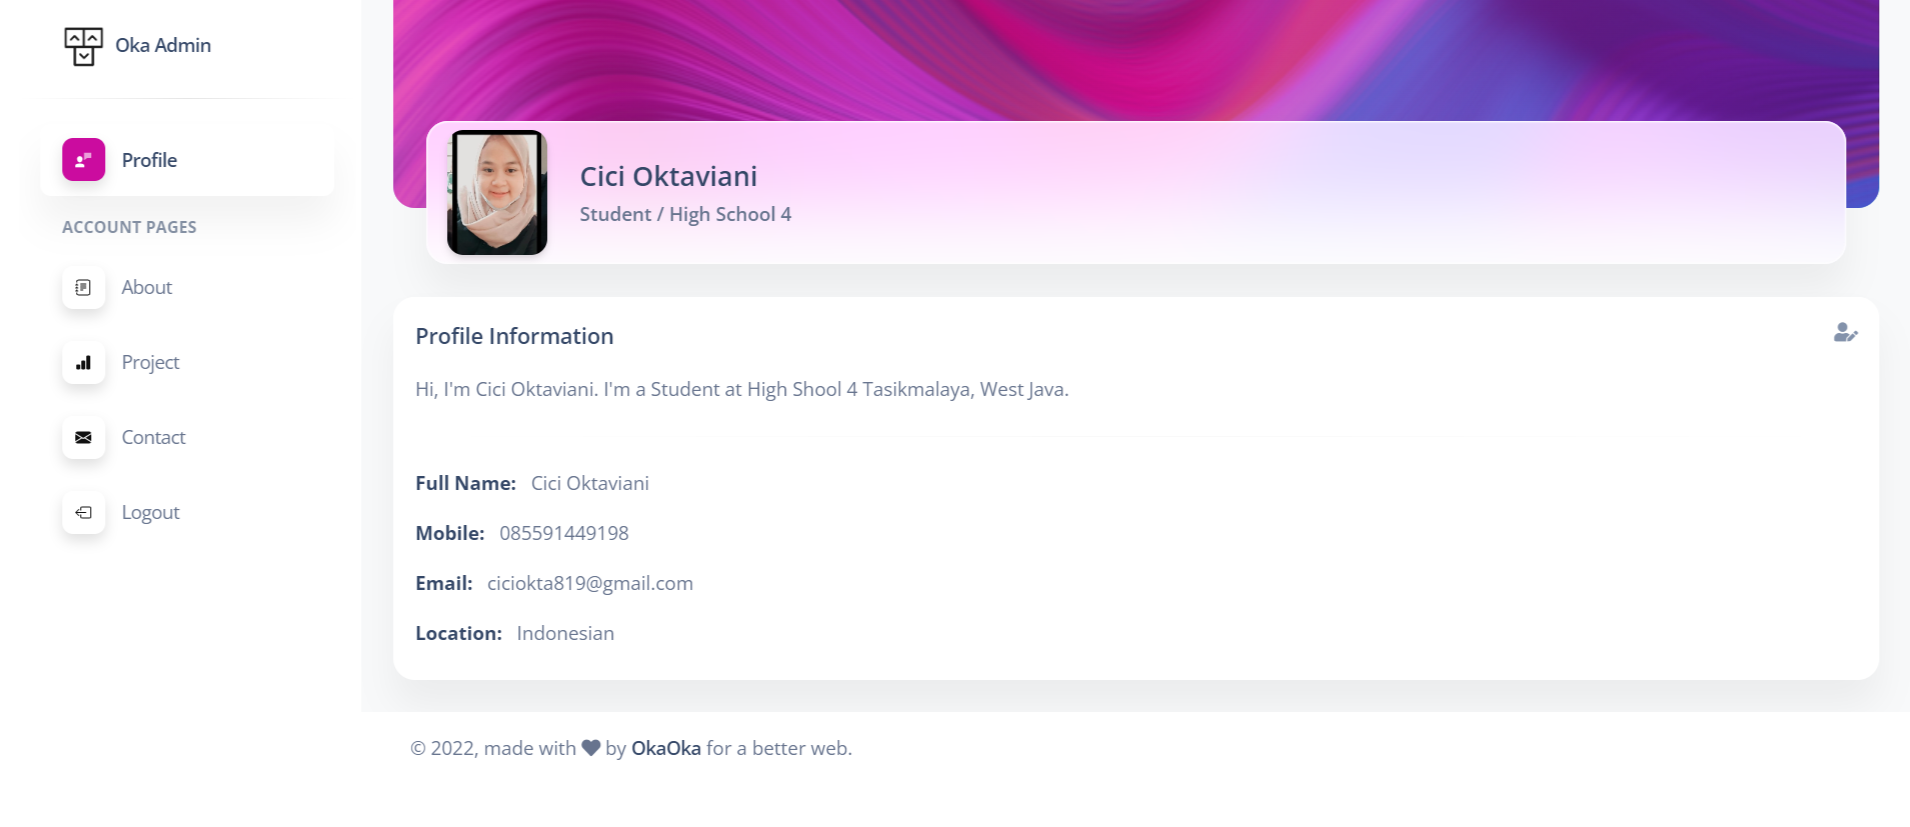 Oka Admin
Profile
ACCOUNT PAGES
About
Project
Contact
Logout
Cici Oktaviani
Student / High School 4
Profile Information
Hi, I'm Cici Oktaviani. I'm a Student at High Shool 4 Tasikmalaya, West Java.
Full Name: Cici Oktaviani
Mobile: 085591449198
Email: ciciokta819@gmail.com
Location: Indonesian
© 2022, made with ♥ by OkaOka for a better web.